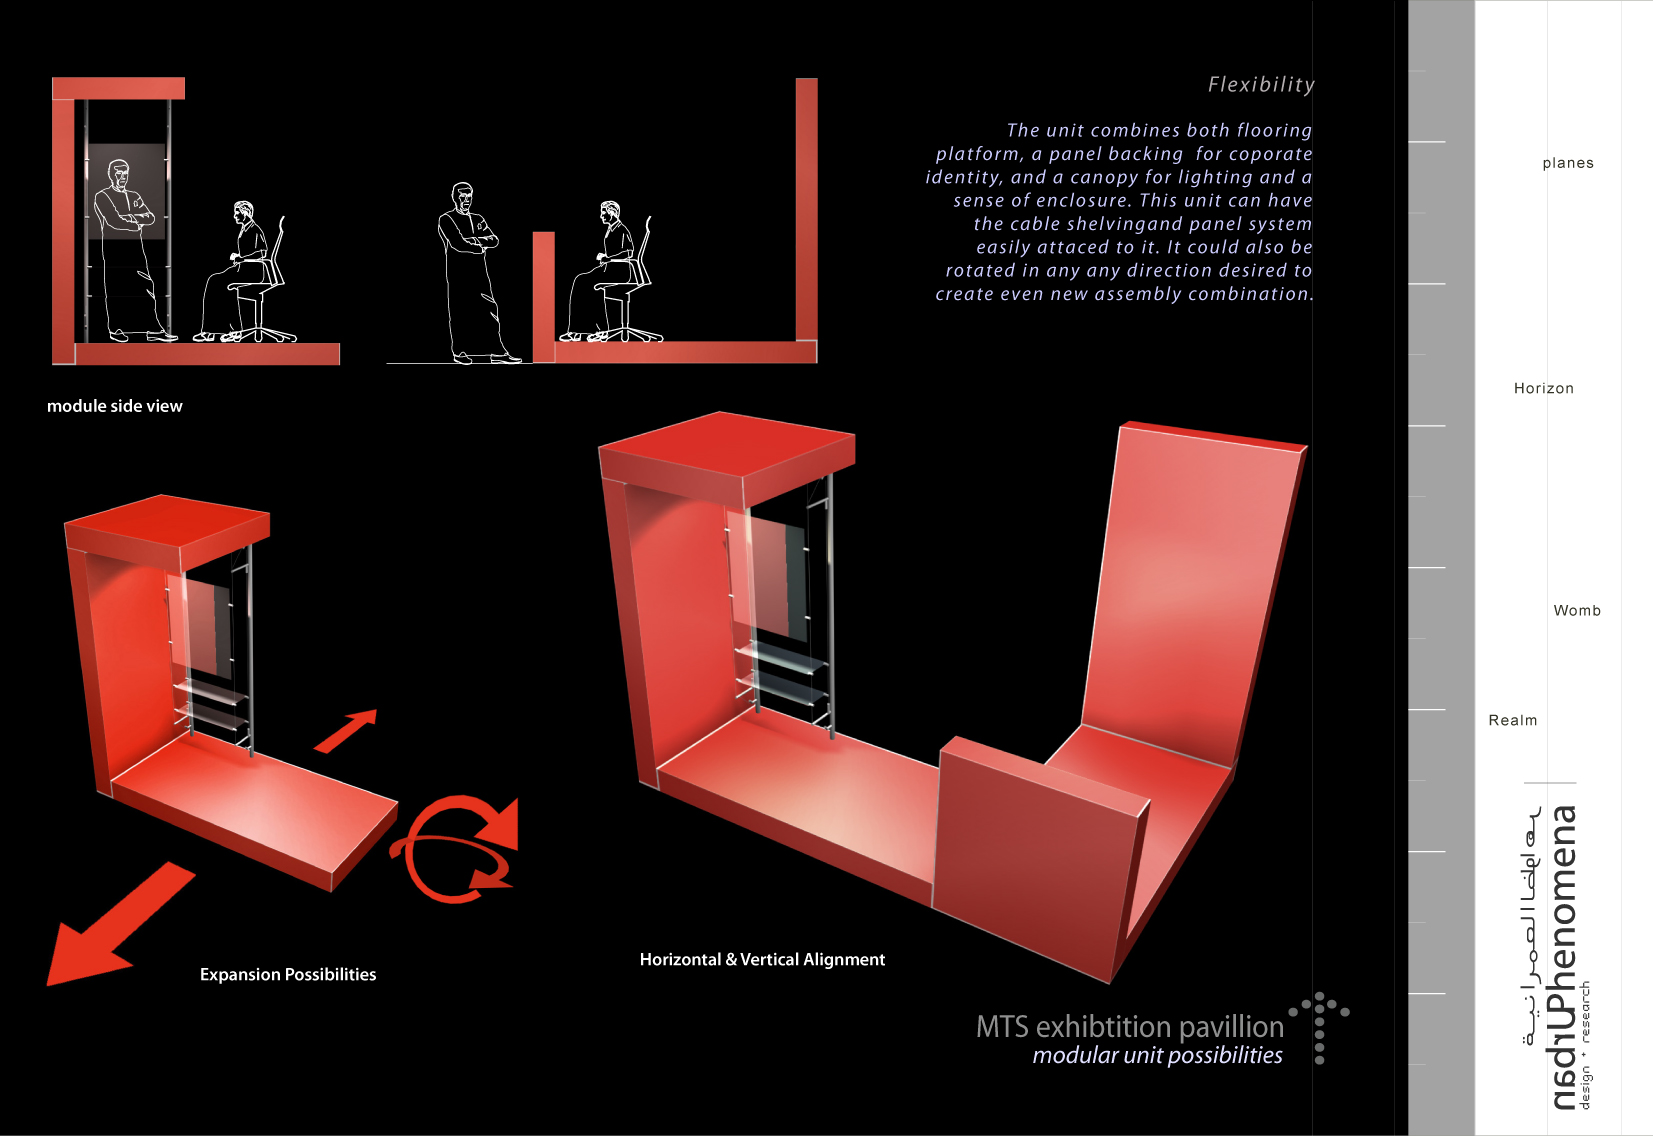 Flexibility
The unit combines both flooring
platform, a panel backing for coporate
identity, and a canopy for lighting and a
sense of enclosure. This unit can have
the cable shelvingand panel system
easily attaced to it. It could also be
rotated in any any direction desired to
create even new assembly combination.
module side view
Expansion Possibilities
Horizontal & Vertical Alignment
MTS exhibtition pavillion
modular unit possibilities
planes
Horizon
Womb
Realm
design + research